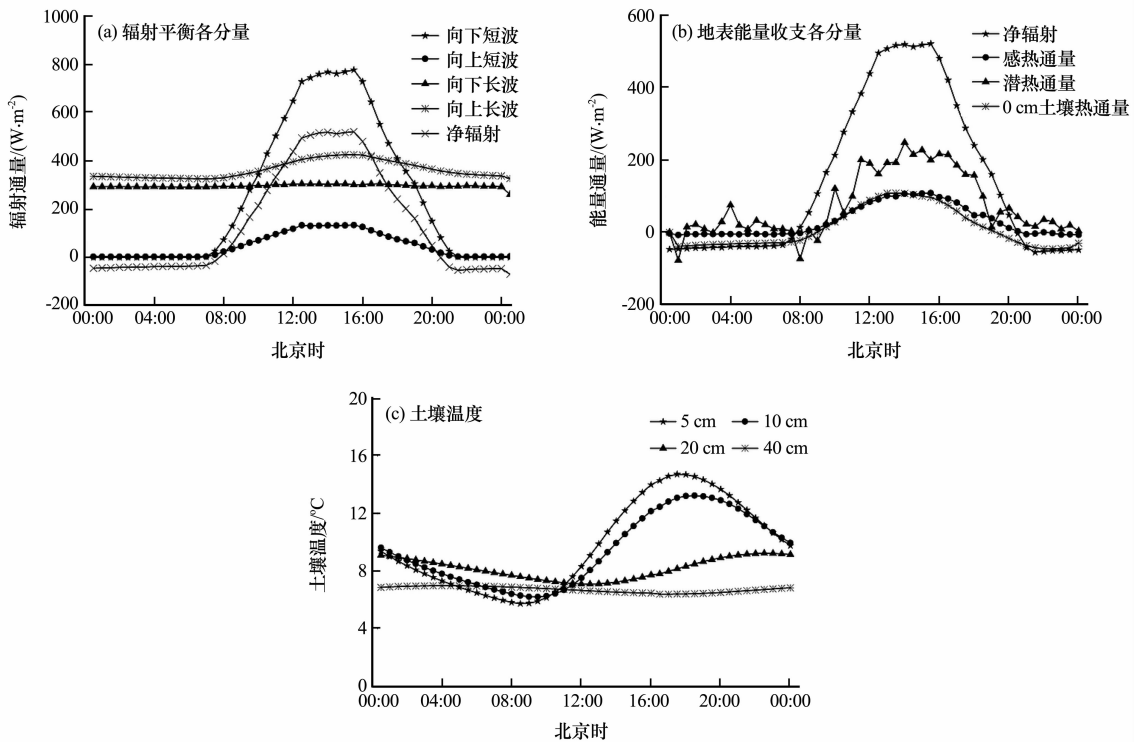 (a) 辐射平衡各分量
向下短波
向上短波
向下长波
向上长波
净辐射
1000
800
600
400
200
0
-200
辐射通量/(W·m⁻²)
00:00 04:00 08:00 12:00 16:00 20:00 00:00
北京时
(b) 地表能量收支各分量
净辐射
感热通量
潜热通量
0 cm土壤热通量
600
400
200
0
-200
能量通量/(W·m⁻²)
00:00 04:00 08:00 12:00 16:00 20:00 00:00
北京时
(c) 土壤温度
5 cm 10 cm
20 cm 40 cm
20
16
12
8
4
0
土壤温度/℃
00:00 04:00 08:00 12:00 16:00 20:00 00:00
北京时